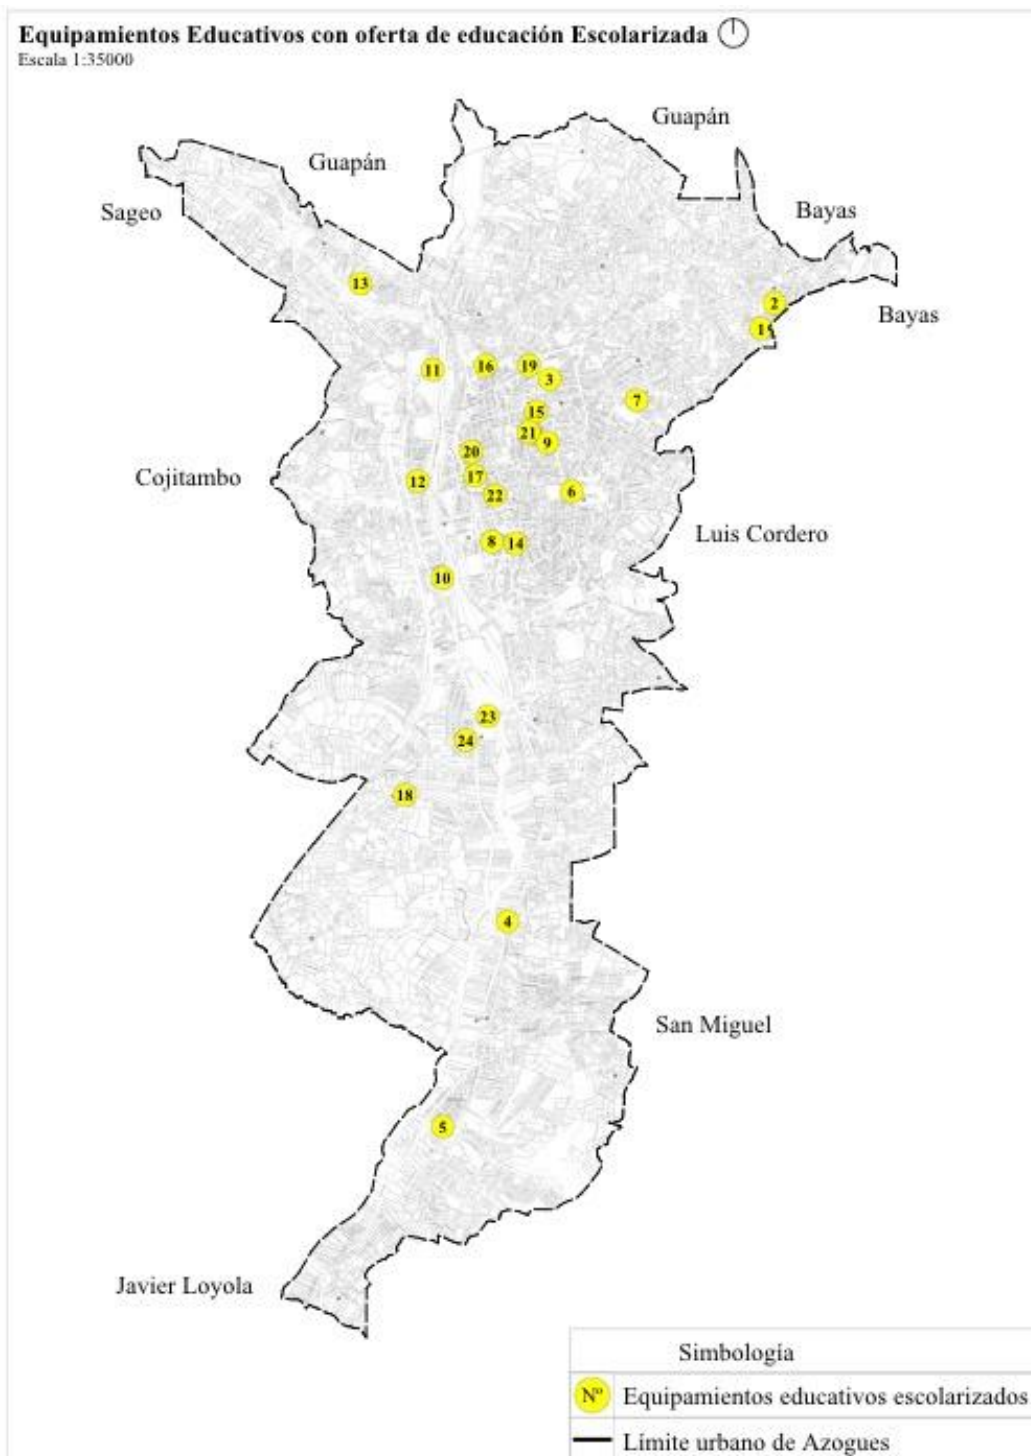 Equipamientos Educativos con oferta de educación Escolarizada
Escala 1:35000
Guapán
Guapán
Sageo
Bayas
13
2
Bayas
1
11
16
19
3
7
15
21
9
20
Cojitambo
12
17
22
6
Luis Cordero
8
14
10
23
24
18
4
San Miguel
5
Javier Loyola
Simbología
Nº Equipamientos educativos escolarizados
Límite urbano de Azogues